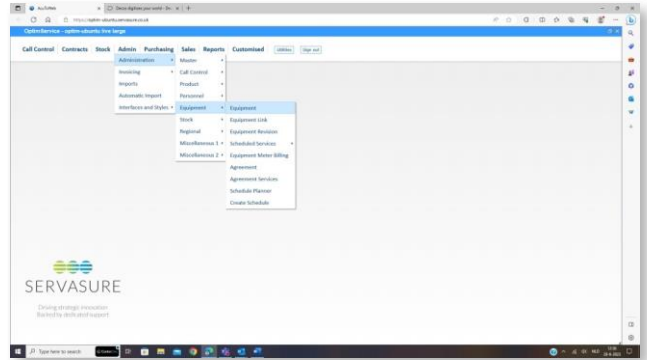 OptimService - optim-ubuntu live large
Call Control Contracts Stock Admin Purchasing Sales Reports Customised Utilities Sign out
Administration Master
Invoicing Call Control
Imports Product
Automatic Import Personnel
Interfaces and Styles Equipment Equipment
Stock Equipment Link
Regional Equipment Revision
Miscellaneous 1 Scheduled Services
Miscellaneous 2 Equipment Meter Billing
Agreement
Agreement Services
Schedule Planner
Create Schedule
SERVASURE
Driving strategic innovation
Backed by dedicated support
Type here to search